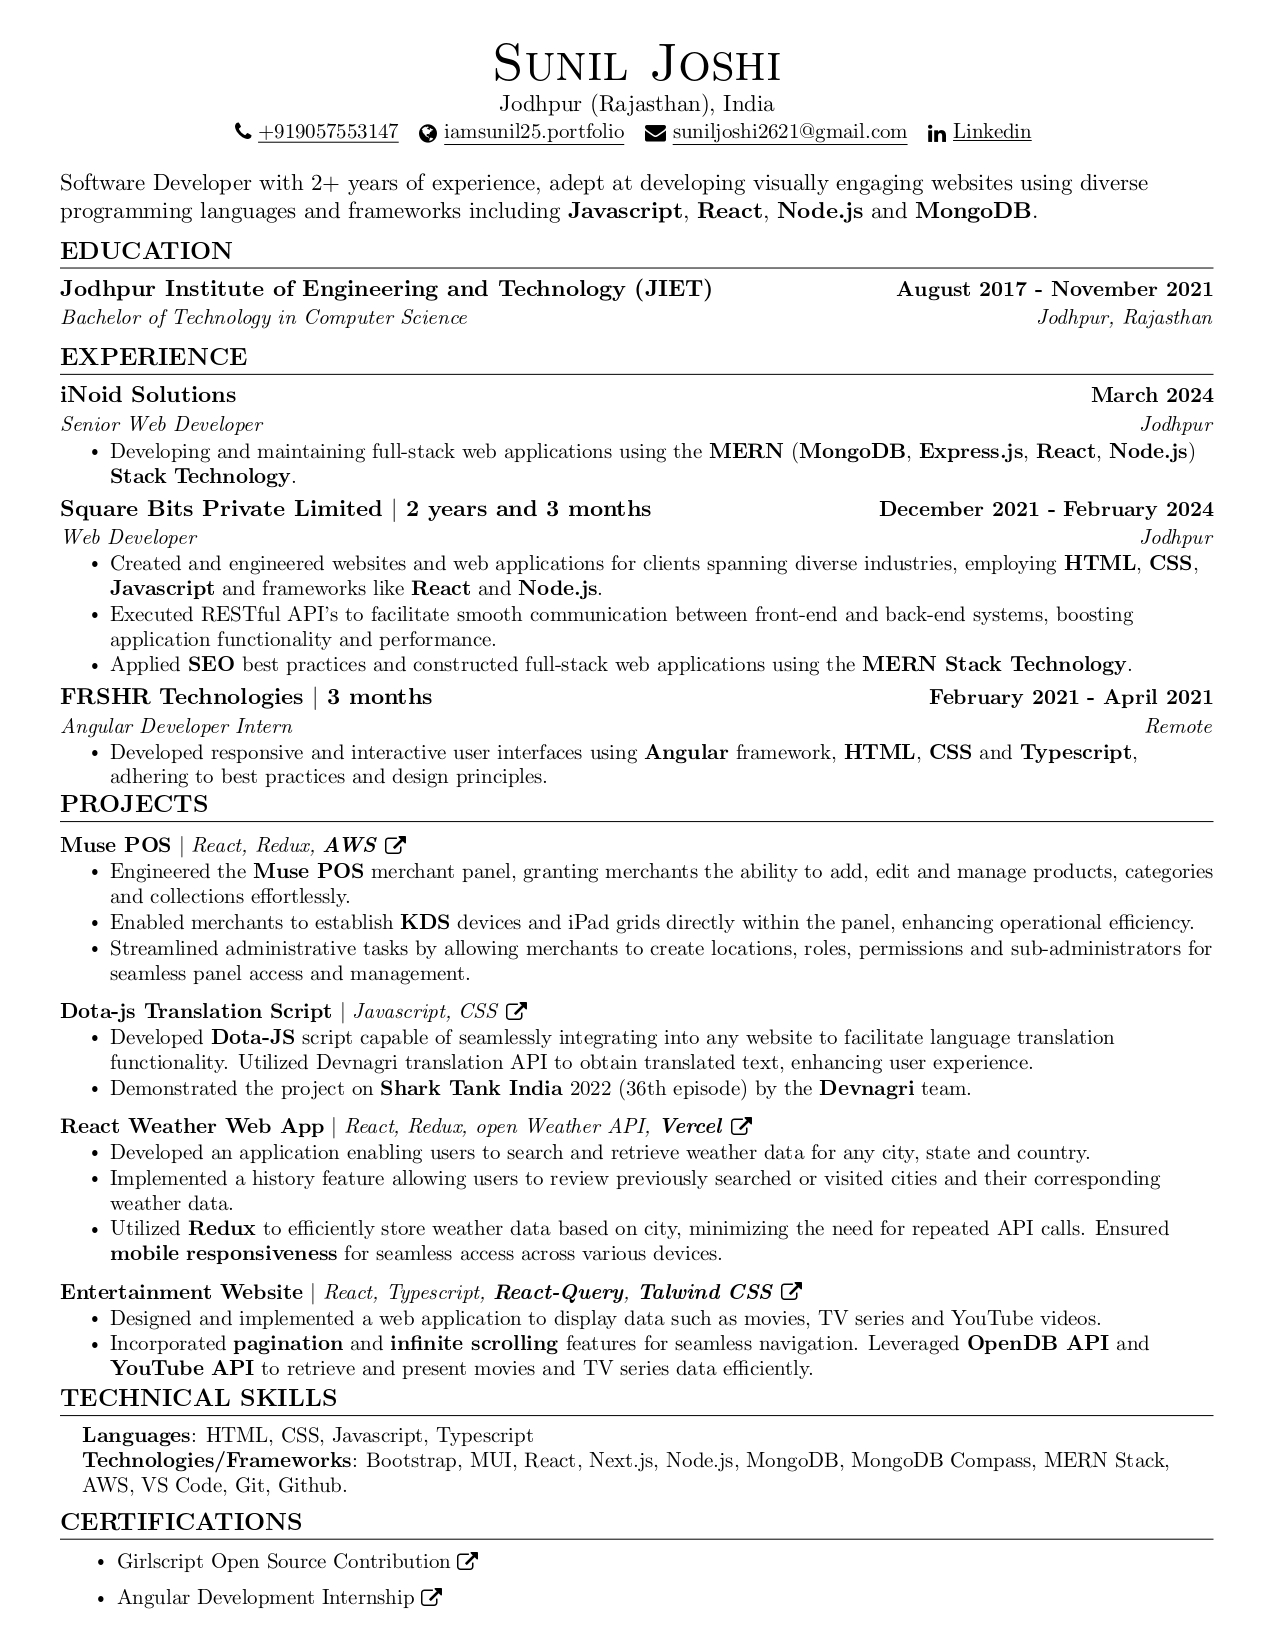 Sunil Joshi
Jodhpur (Rajasthan), India
+919057553147 iamsunil25.portfolio suniljoshi2621@gmail.com Linkedin
Software Developer with 2+ years of experience, adept at developing visually engaging websites using diverse
programming languages and frameworks including Javascript, React, Node.js and MongoDB.
EDUCATION
Jodhpur Institute of Engineering and Technology (JIET) August 2017 - November 2021
Bachelor of Technology in Computer Science Jodhpur, Rajasthan
EXPERIENCE
iNoid Solutions March 2024
Senior Web Developer Jodhpur
• Developing and maintaining full-stack web applications using the MERN (MongoDB, Express.js, React, Node.js)
Stack Technology.
Square Bits Private Limited | 2 years and 3 months December 2021 - February 2024
Web Developer Jodhpur
• Created and engineered websites and web applications for clients spanning diverse industries, employing HTML, CSS,
Javascript and frameworks like React and Node.js.
• Executed RESTful API's to facilitate smooth communication between front-end and back-end systems, boosting
application functionality and performance.
• Applied SEO best practices and constructed full-stack web applications using the MERN Stack Technology.
FRSHR Technologies | 3 months February 2021 - April 2021
Angular Developer Intern Remote
• Developed responsive and interactive user interfaces using Angular framework, HTML, CSS and Typescript,
adhering to best practices and design principles.
PROJECTS
Muse POS | React, Redux, AWS
• Engineered the Muse POS merchant panel, granting merchants the ability to add, edit and manage products, categories
and collections effortlessly.
• Enabled merchants to establish KDS devices and iPad grids directly within the panel, enhancing operational efficiency.
• Streamlined administrative tasks by allowing merchants to create locations, roles, permissions and sub-administrators for
seamless panel access and management.
Dota-js Translation Script | Javascript, CSS
• Developed Dota-JS script capable of seamlessly integrating into any website to facilitate language translation
functionality. Utilized Devnagri translation API to obtain translated text, enhancing user experience.
• Demonstrated the project on Shark Tank India 2022 (36th episode) by the Devnagri team.
React Weather Web App | React, Redux, open Weather API, Vercel
• Developed an application enabling users to search and retrieve weather data for any city, state and country.
• Implemented a history feature allowing users to review previously searched or visited cities and their corresponding
weather data.
• Utilized Redux to efficiently store weather data based on city, minimizing the need for repeated API calls. Ensured
mobile responsiveness for seamless access across various devices.
Entertainment Website | React, Typescript, React-Query, Talwind CSS
• Designed and implemented a web application to display data such as movies, TV series and YouTube videos.
• Incorporated pagination and infinite scrolling features for seamless navigation. Leveraged OpenDB API and
YouTube API to retrieve and present movies and TV series data efficiently.
TECHNICAL SKILLS
Languages: HTML, CSS, Javascript, Typescript
Technologies/Frameworks: Bootstrap, MUI, React, Next.js, Node.js, MongoDB, MongoDB Compass, MERN Stack,
AWS, VS Code, Git, Github.
CERTIFICATIONS
• Girlscript Open Source Contribution
• Angular Development Internship